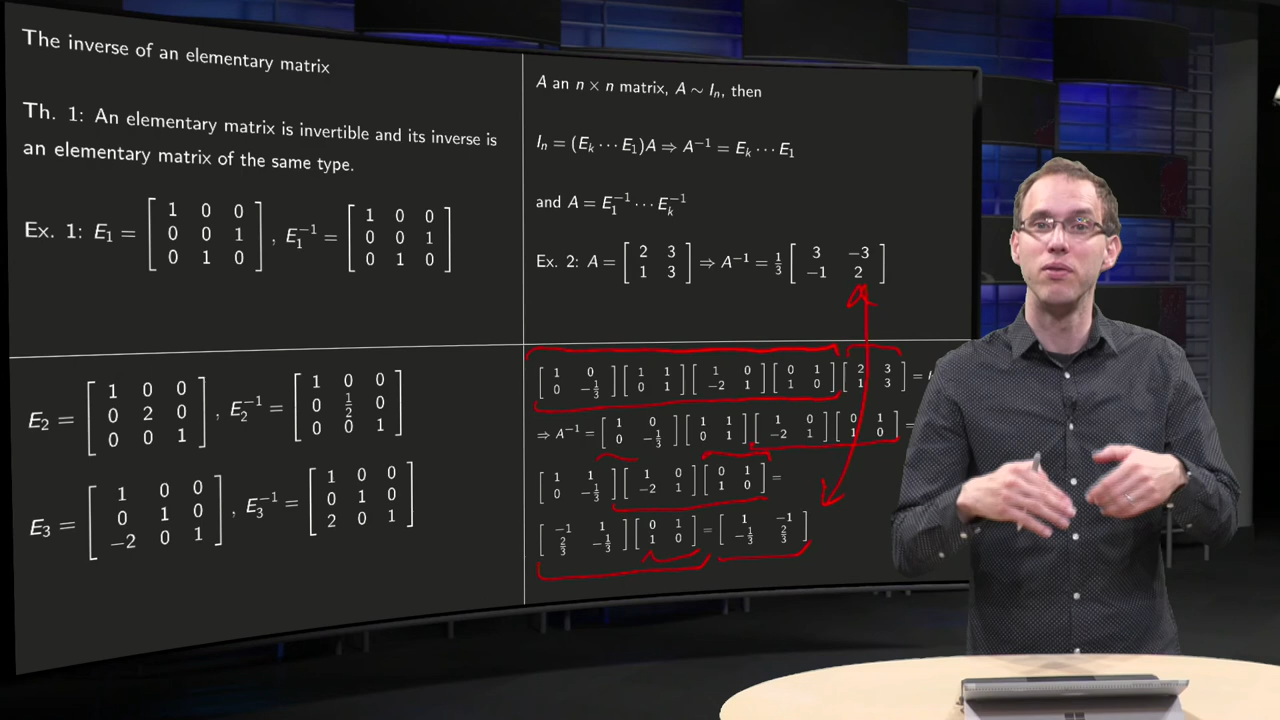 The inverse of an elementary matrix
Th. 1: An elementary matrix is invertible and its inverse is
an elementary matrix of the same type.
Ex. 1: E₁ = [1 0 0; 0 0 1; 0 1 0], E₁⁻¹ = [1 0 0; 0 0 1; 0 1 0]
A an n × n matrix, A ∼ Iₙ, then
Iₙ = (Eₖ ⋯ E₁)A ⇒ A⁻¹ = Eₖ ⋯ E₁
and A = E₁⁻¹ ⋯ Eₖ⁻¹
Ex. 2: A = [2 3; 1 3] ⇒ A⁻¹ = 1/3 [3 −3; −1 2]
E₂ = [1 0 0; 0 2 0; 0 0 1], E₂⁻¹ = [1 0 0; 0 1/2 0; 0 0 1]
E₃ = [1 0 0; 0 1 0; −2 0 1], E₃⁻¹ = [1 0 0; 0 1 0; 2 0 1]
[1 0; 0 −1/3] [1 1; 0 1] [1 0; −2 1] [0 1; 1 0] [2 3; 1 3] =
⇒ A⁻¹ = [1 0; 0 −1/3] [1 1; 0 1] [1 0; −2 1] [0 1; 1 0] =
[1 1; 0 −1/3] [1 0; −2 1] [0 1; 1 0] =
[−1 1; 2/3 −1/3] [0 1; 1 0] = [1 −1; −1/3 2/3]